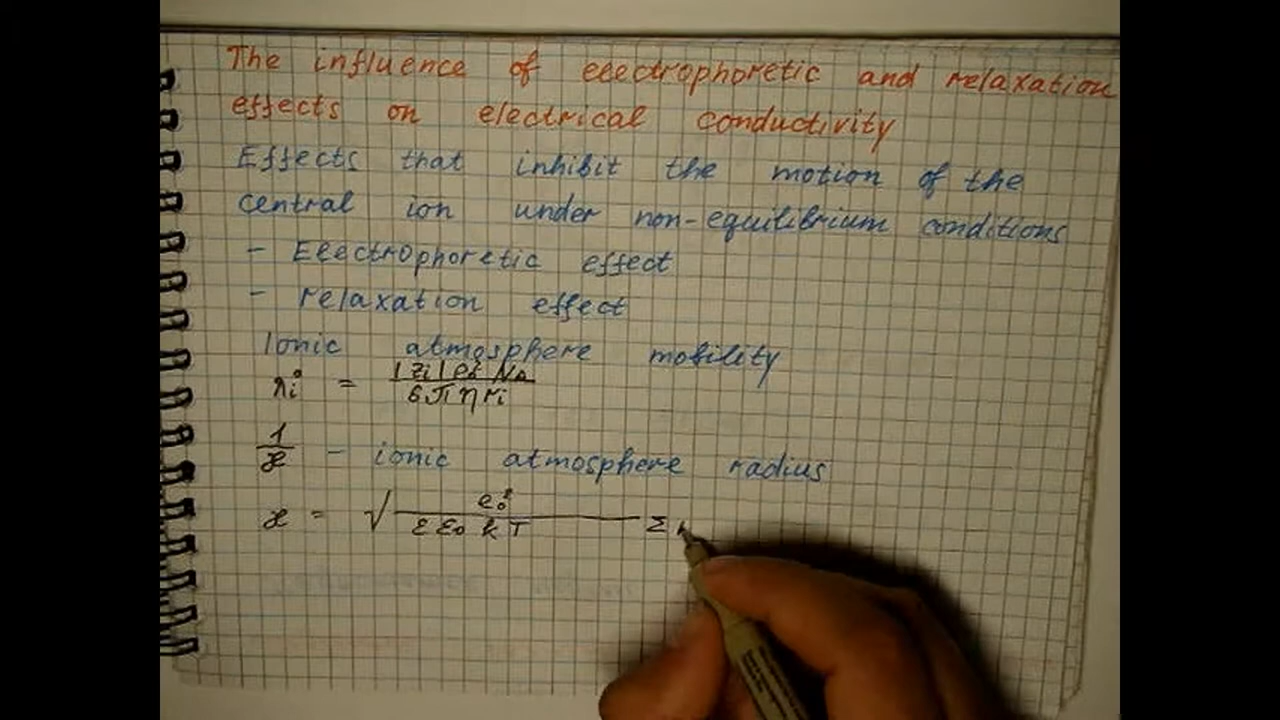 The influence of electrophoretic and relaxation
effects on electrical conductivity
Effects that inhibit the motion of the
central ion under non-equilibrium conditions
- Electrophoretic effect
- relaxation effect
Ionic atmosphere mobility
λi° = |zi| e0² NA / 6πηri
1/æ - ionic atmosphere radius
æ = √ e0² / εε0 kT Σ